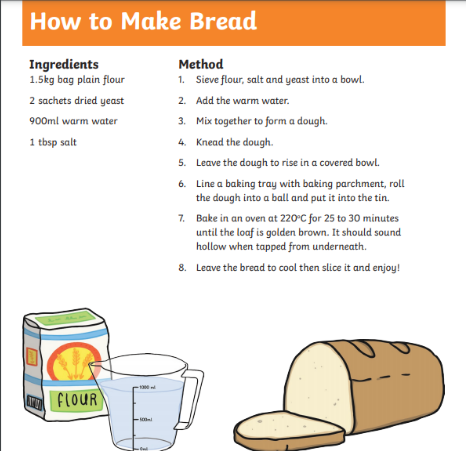 How to Make Bread
Ingredients
1.5kg bag plain flour
2 sachets dried yeast
900ml warm water
1 tbsp salt
Method
1. Sieve flour, salt and yeast into a bowl.
2. Add the warm water.
3. Mix together to form a dough.
4. Knead the dough.
5. Leave the dough to rise in a covered bowl.
6. Line a baking tray with baking parchment, roll
the dough into a ball and put it into the tin.
7. Bake in an oven at 220°C for 25 to 30 minutes
until the loaf is golden brown. It should sound
hollow when tapped from underneath.
8. Leave the bread to cool then slice it and enjoy!
FLOUR
1000 ml
500ml
0ml